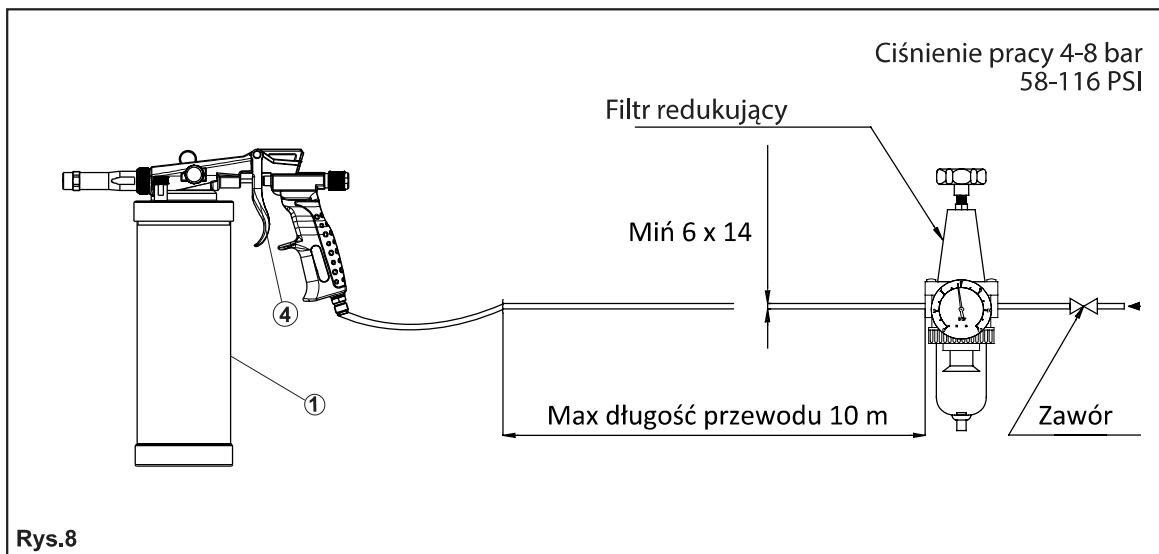 Ciśnienie pracy 4-8 bar
58-116 PSI
Filtr redukujący
Miń 6 x 14
4
1
Max długość przewodu 10 m
Zawór
Rys.8